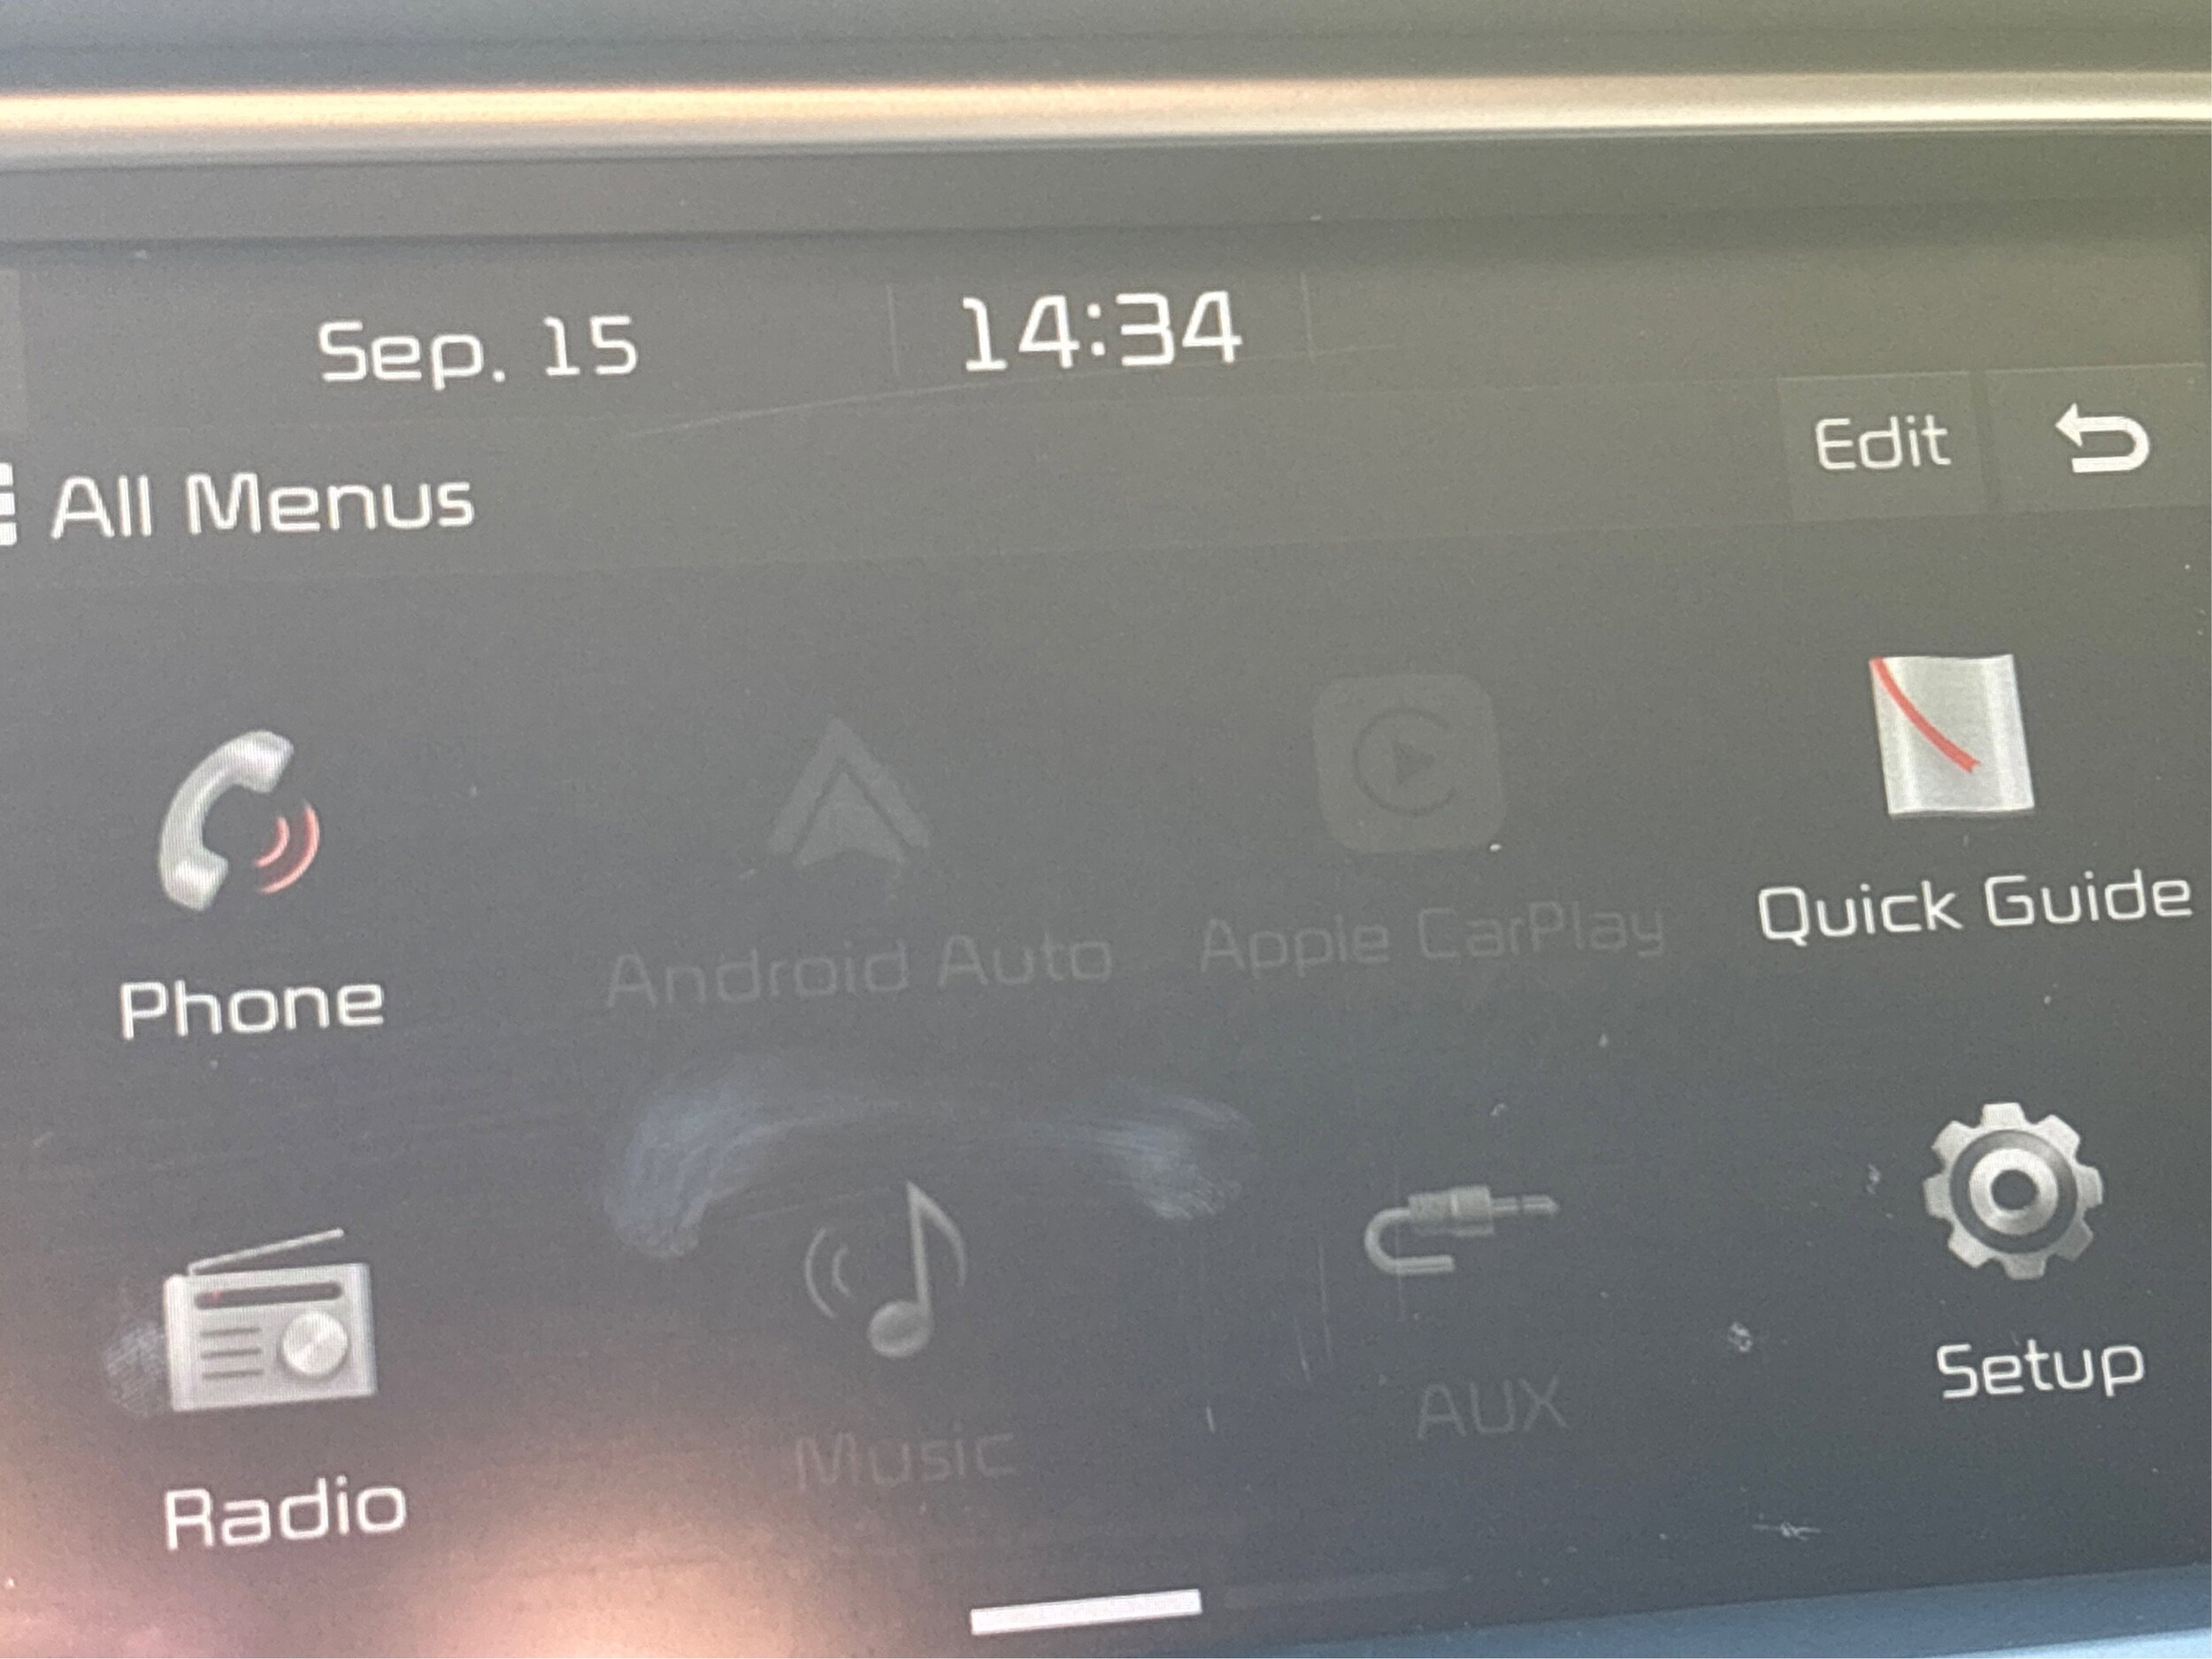 Sep. 15 14:34
All Menus Edit
Phone Android Auto Apple CarPlay Quick Guide
Radio Music AUX Setup